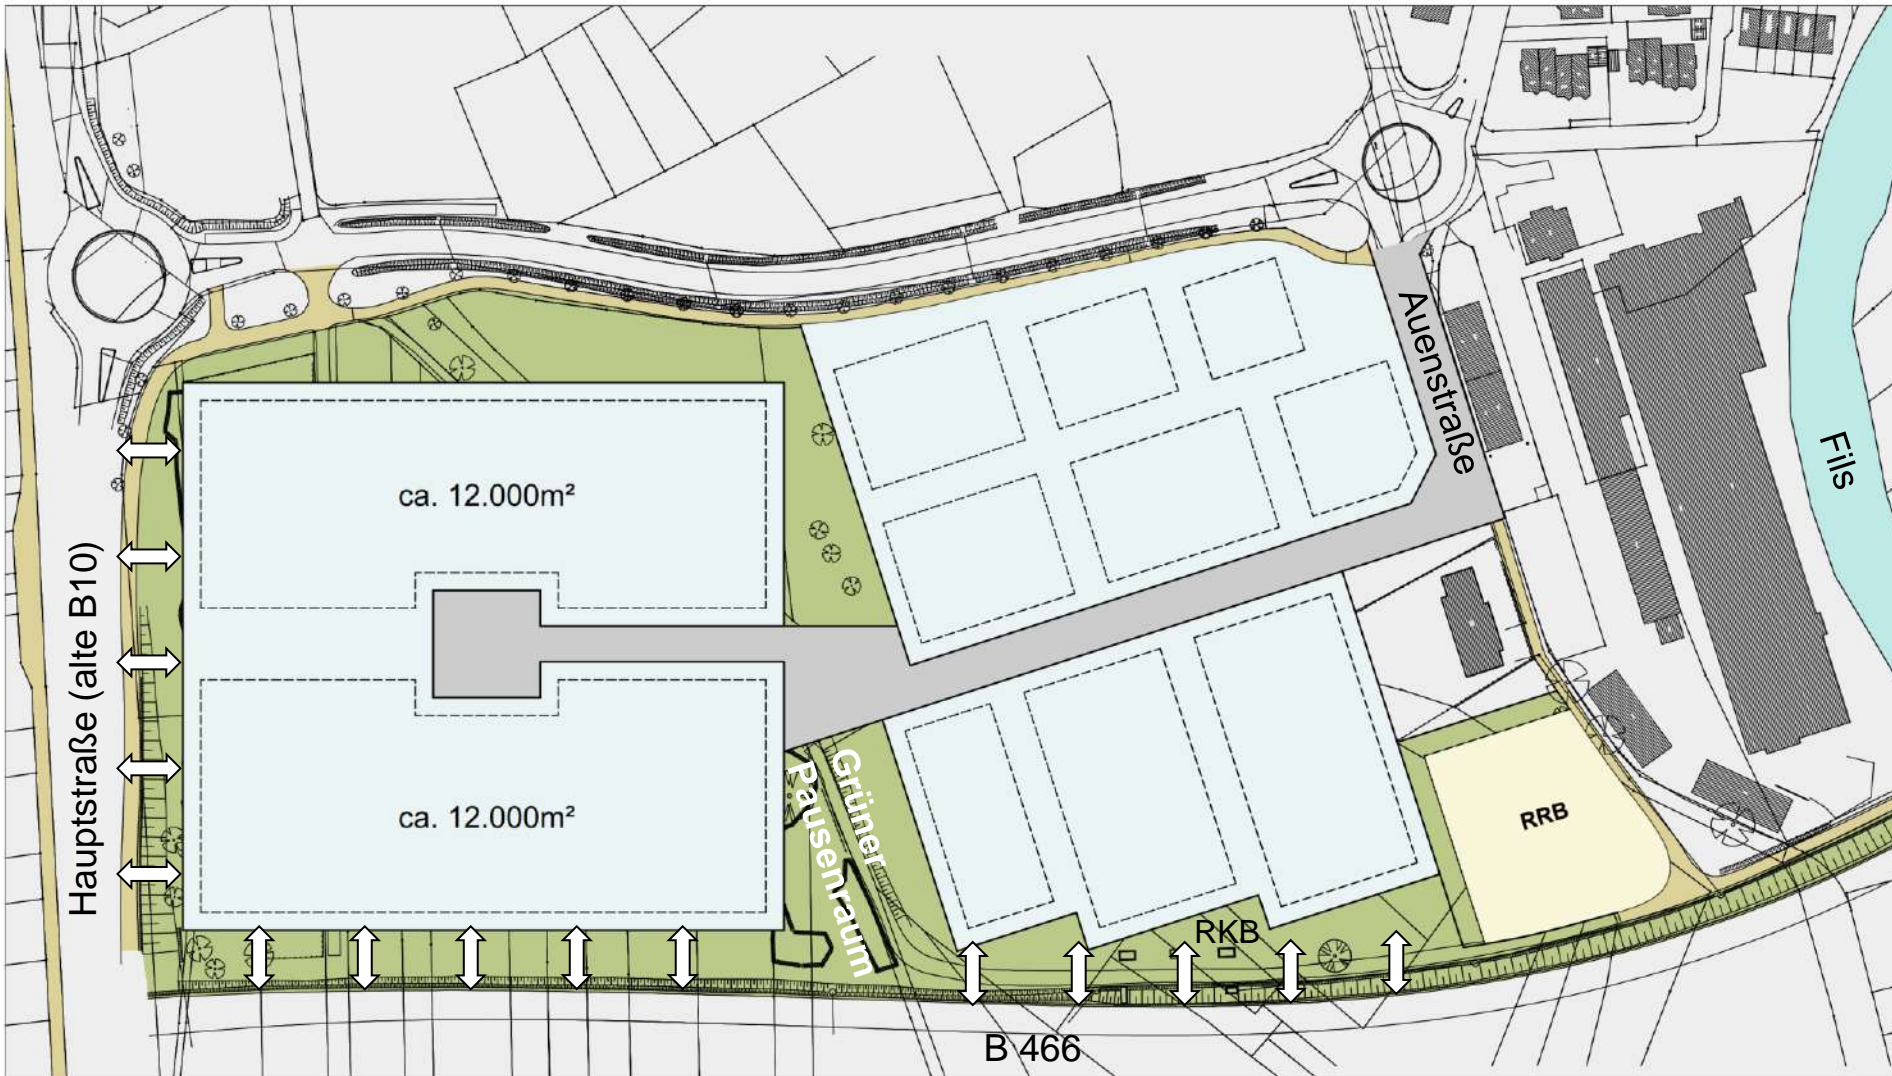 Auenstraße
Fils
ca. 12.000m²
Hauptstraße (alte B10)
ca. 12.000m²
Grüner
Pausenraum
RRB
RKB
B 466